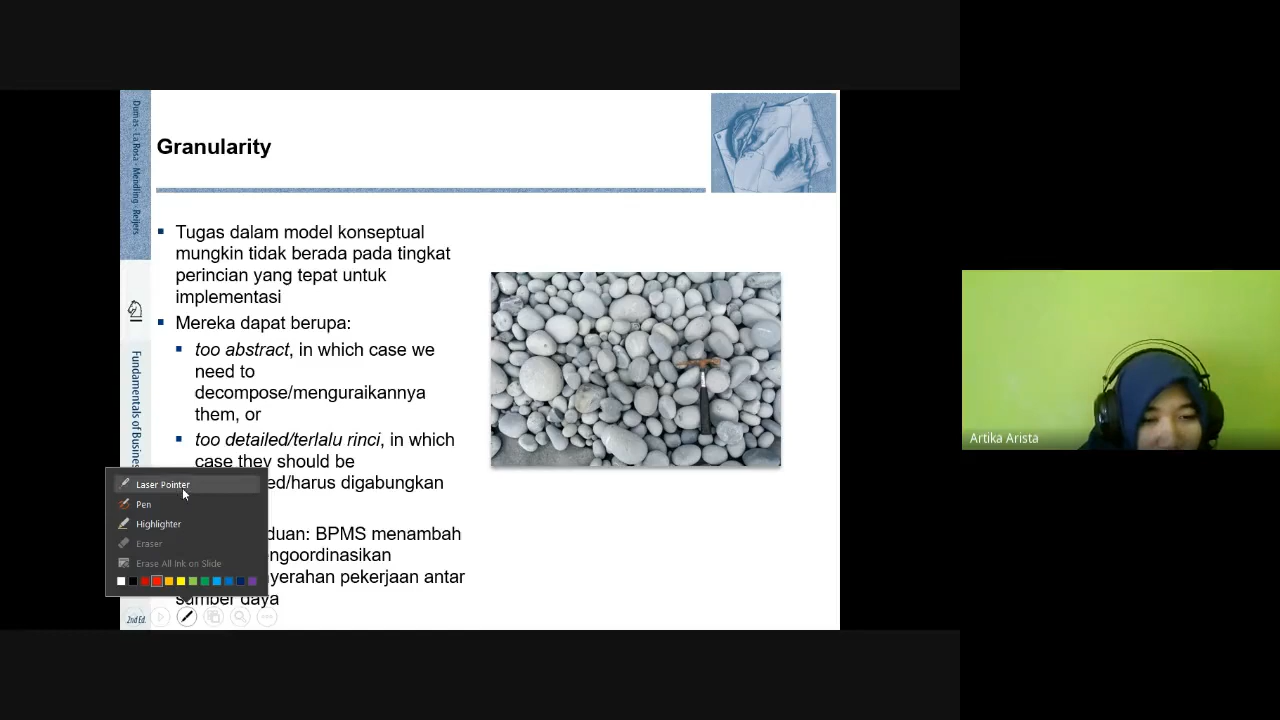 Dumas · La Rosa · Mendling · Reijers
Granularity
Tugas dalam model konseptual
mungkin tidak berada pada tingkat
perincian yang tepat untuk
implementasi
Mereka dapat berupa:
too abstract, in which case we
need to
decompose/menguraikannya
them, or
too detailed/terlalu rinci, in which
case they should be
ed/harus digabungkan
duan: BPMS menambah
ngoordinasikan
yerahan pekerjaan antar
sumber daya
Fundamentals of Busines
2nd Ed.
Laser Pointer
Pen
Highlighter
Eraser
Erase All Ink on Slide
Artika Arista